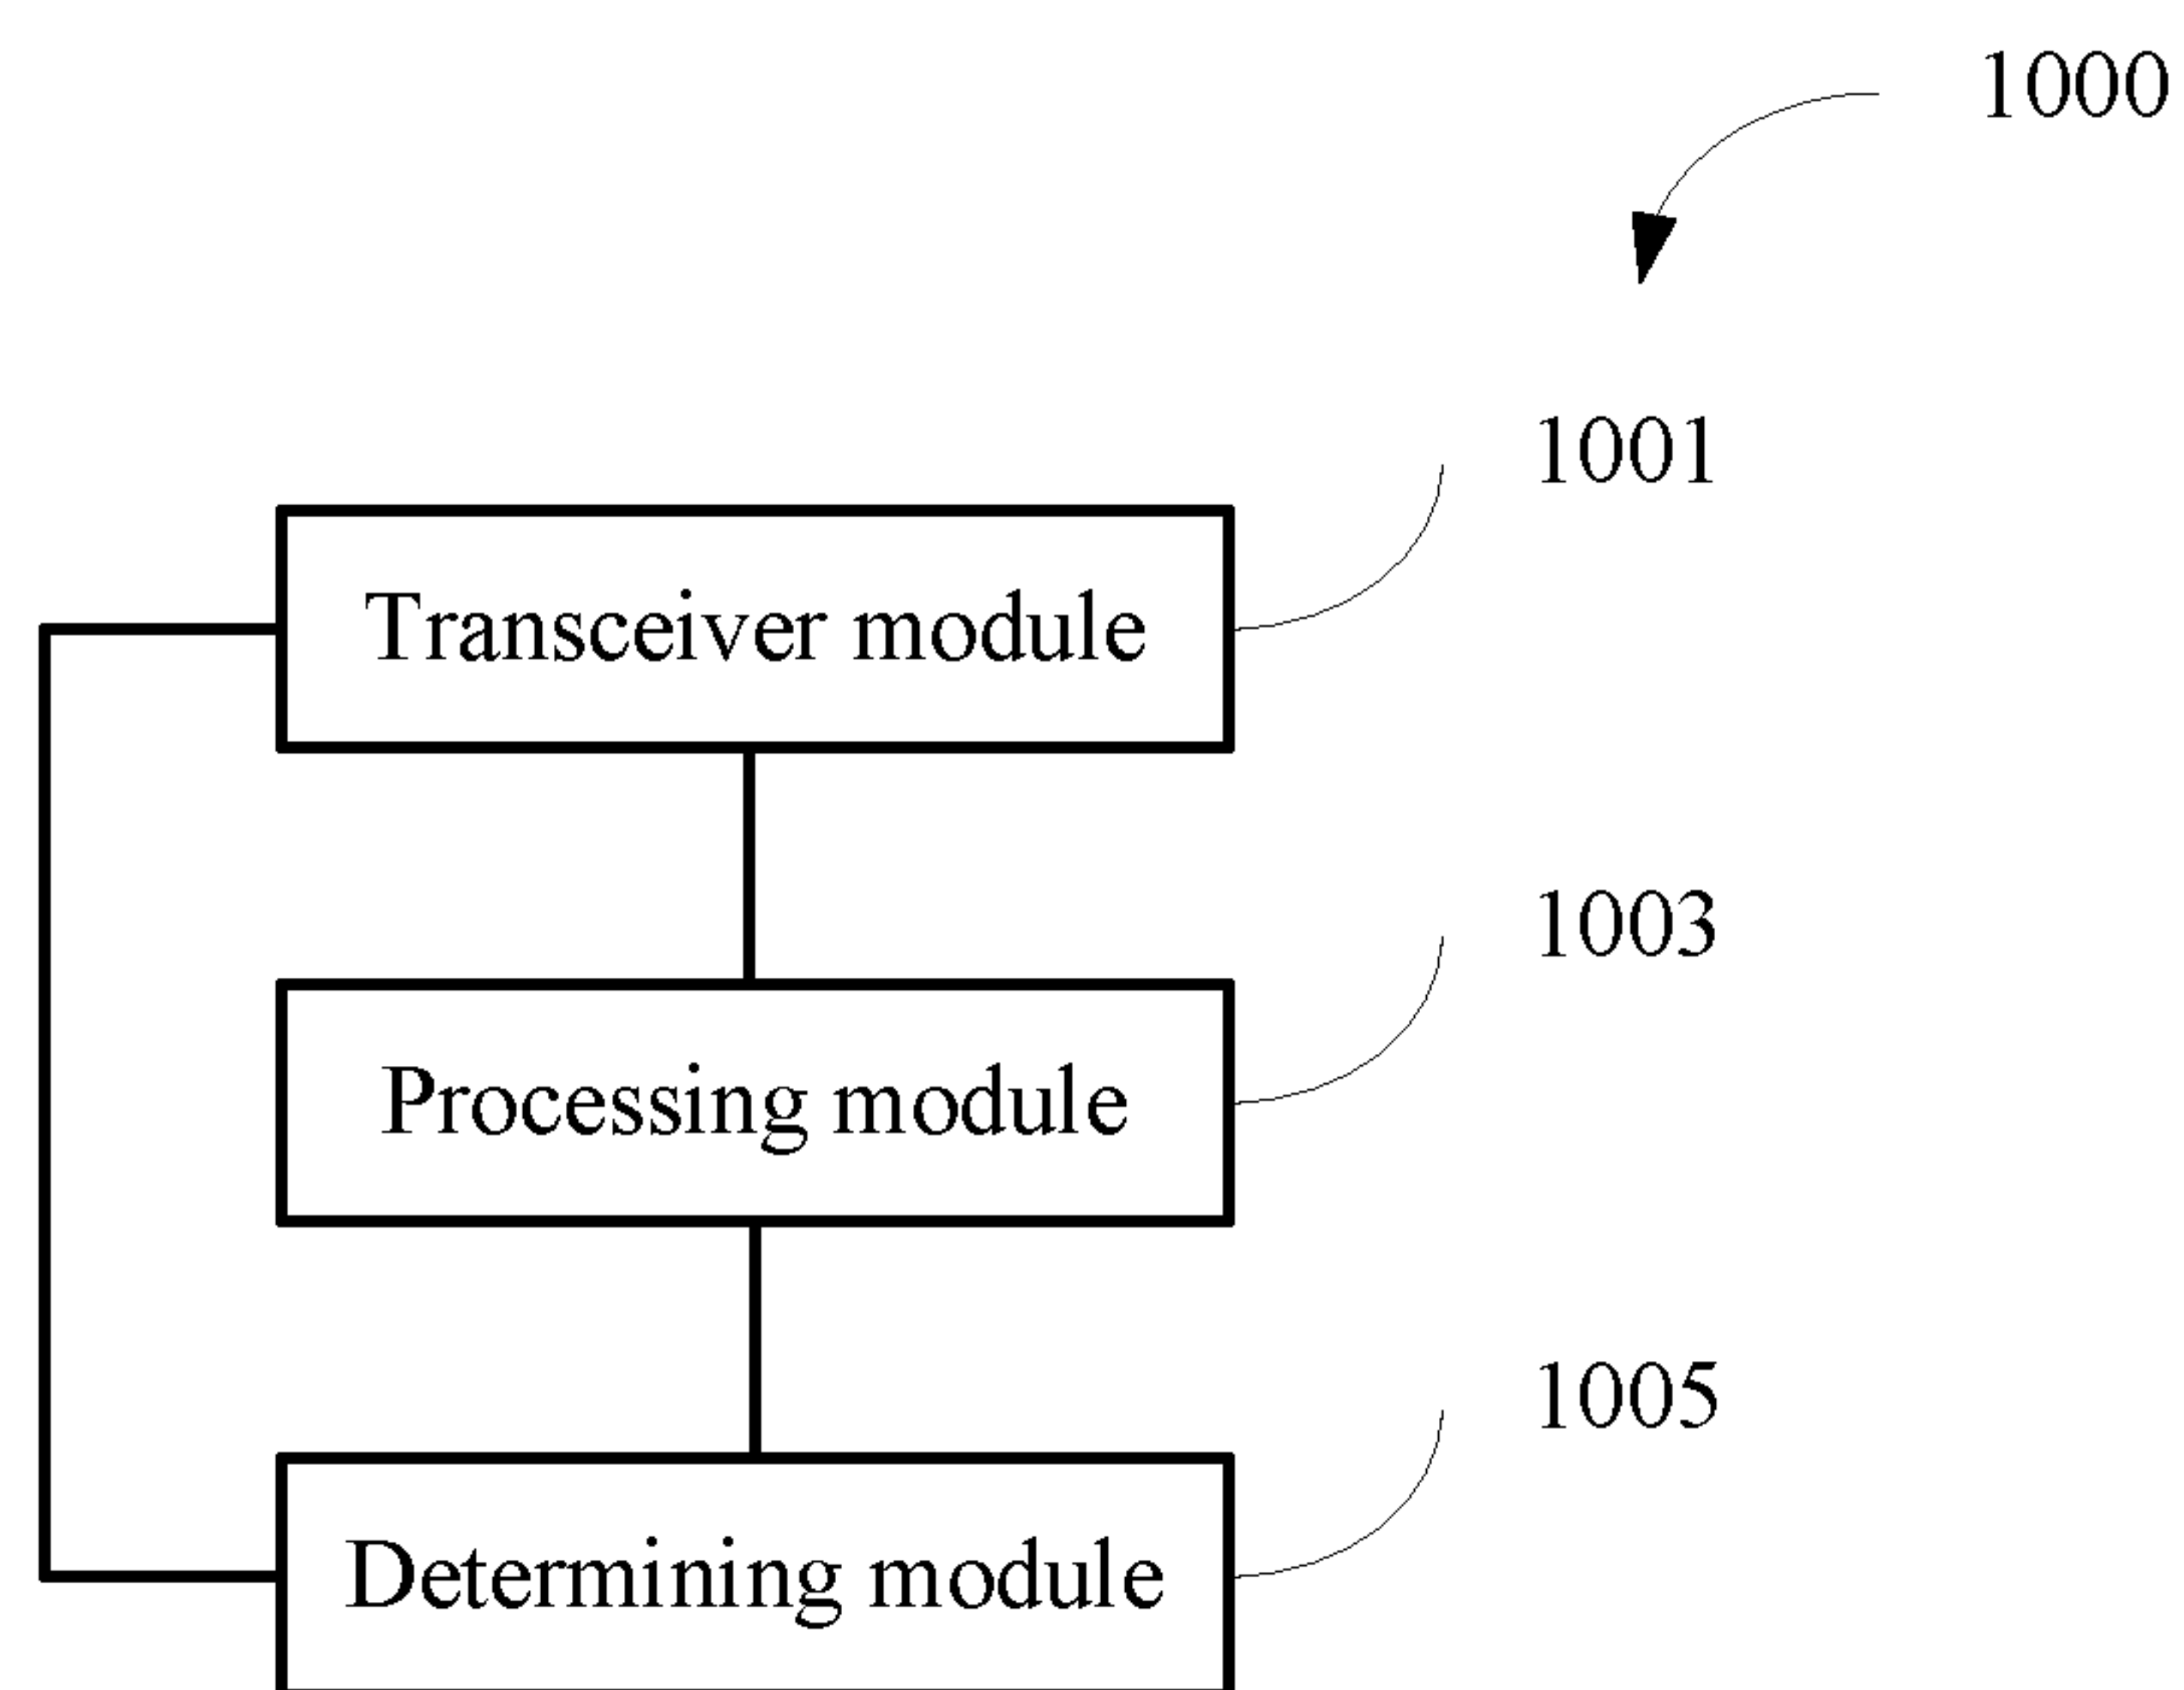 1000
1001
Transceiver module
1003
Processing module
1005
Determining module